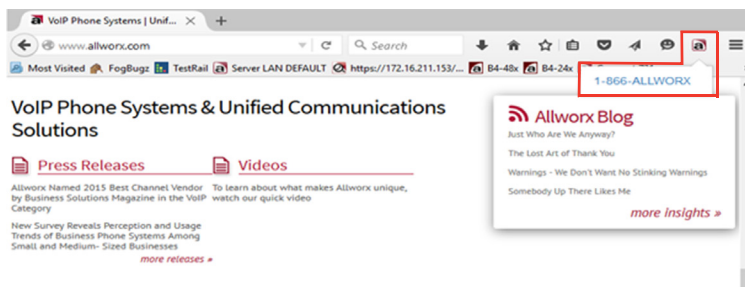 VoIP Phone Systems | Unif...
www.allworx.com
Search
Most Visited FogBugz TestRail Server LAN DEFAULT https://172.16.211.153/... B4-48x B4-24x
1-866-ALLWORX
VoIP Phone Systems & Unified Communications
Solutions
Press Releases
Allworx Named 2015 Best Channel Vendor
by Business Solutions Magazine in the VoIP
Category
New Survey Reveals Perception and Usage
Trends of Business Phone Systems Among
Small and Medium- Sized Businesses
more releases »
Videos
To learn about what makes Allworx unique,
watch our quick video
Allworx Blog
Just Who Are We Anyway?
The Lost Art of Thank You
Warnings - We Don't Want No Stinking Warnings
Somebody Up There Likes Me
more insights »